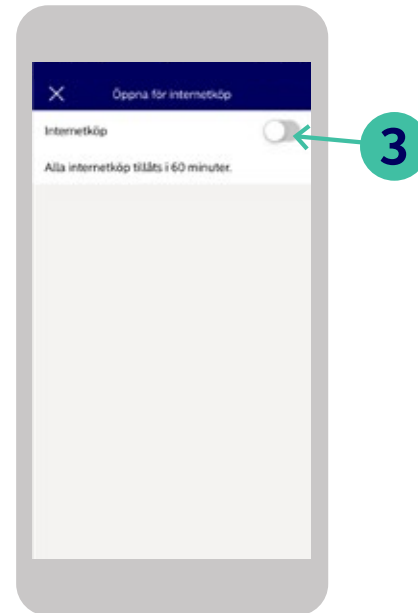 Öppna för internetköp
Internetköp
3
Alla internetköp tillåts i 60 minuter.